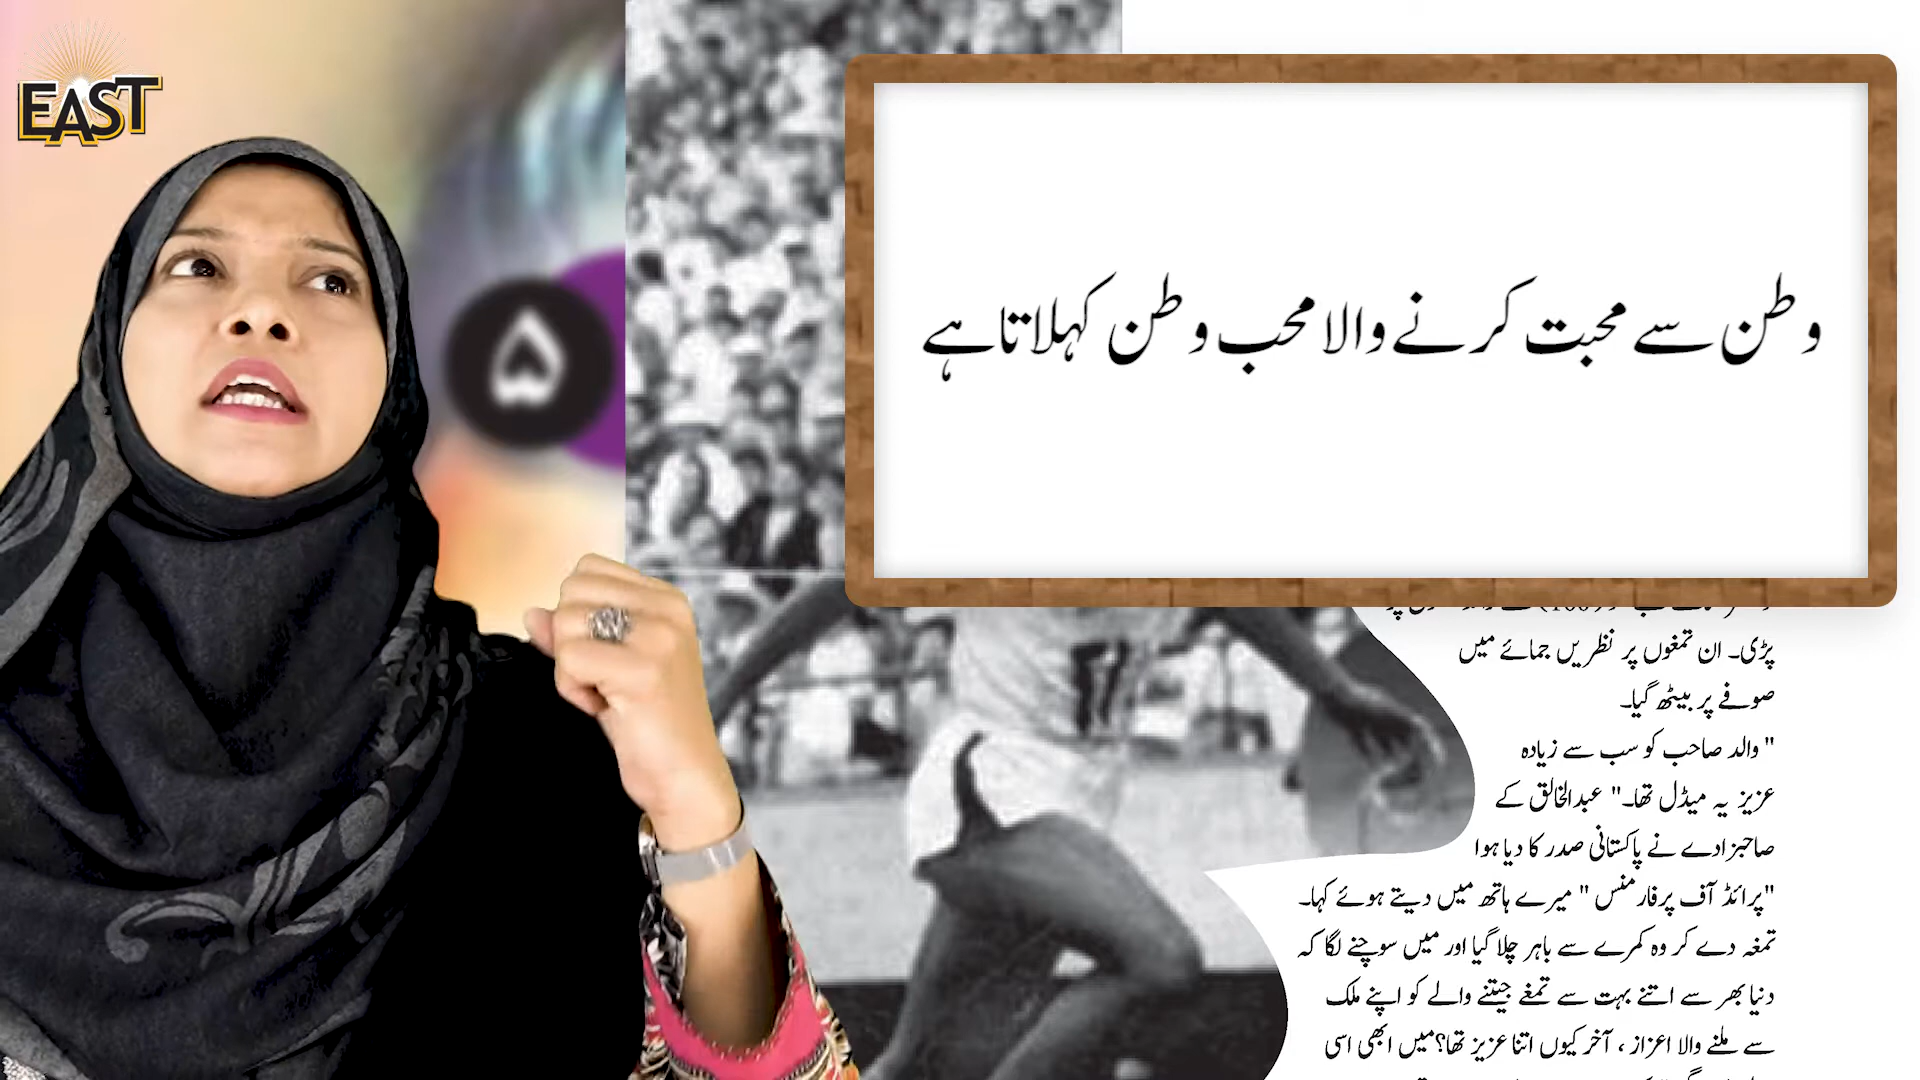 EAST
۵
وطن سے محبت کرنے والا محب وطن کہلاتا ہے
پڑی۔ ان تمغوں پر نظریں جمائے میں
صوفے پر بیٹھ گیا۔
" والد صاحب کو سب سے زیادہ
عزیز یہ میڈل تھا۔" عبدالخالق کے
صاحبزادے نے پاکستانی صدر کا دیا ہوا
"پرائڈ آف پرفارمنس " میرے ہاتھ میں دیتے ہوئے کہا۔
تمغہ دے کر وہ کمرے سے باہر چلا گیا اور میں سوچنے لگا کہ
دنیا بھر سے اتنے بہت سے تمغے جیتنے والے کو اپنے ملک
سے ملنے والا اعزاز ، آخر کیوں اتنا عزیز تھا؟میں ابھی اسی